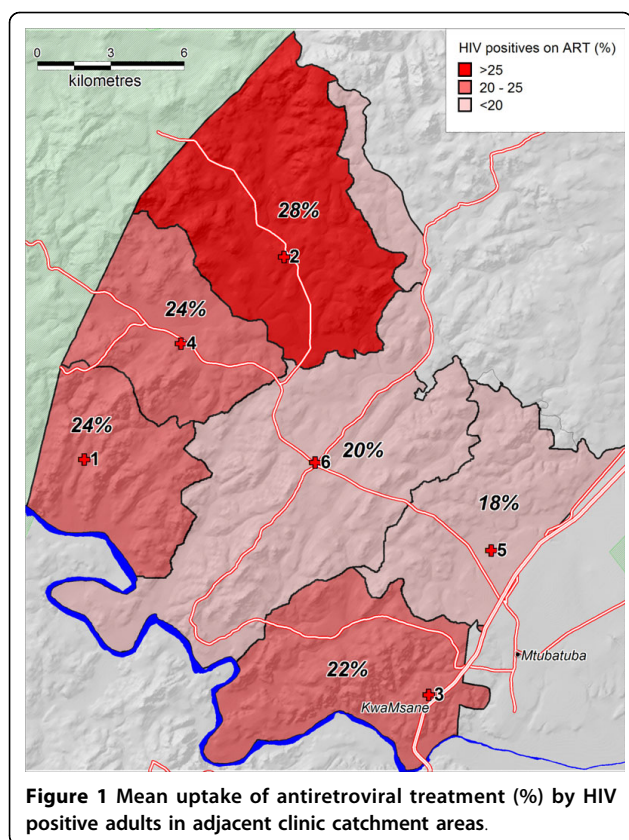 0 3 6
kilometres
HIV positives on ART (%)
>25
20 - 25
<20
28%
2
24%
4
24%
1
20%
6
18%
5
Mtubatuba
22%
3
KwaMsane
Figure 1 Mean uptake of antiretroviral treatment (%) by HIV
positive adults in adjacent clinic catchment areas.